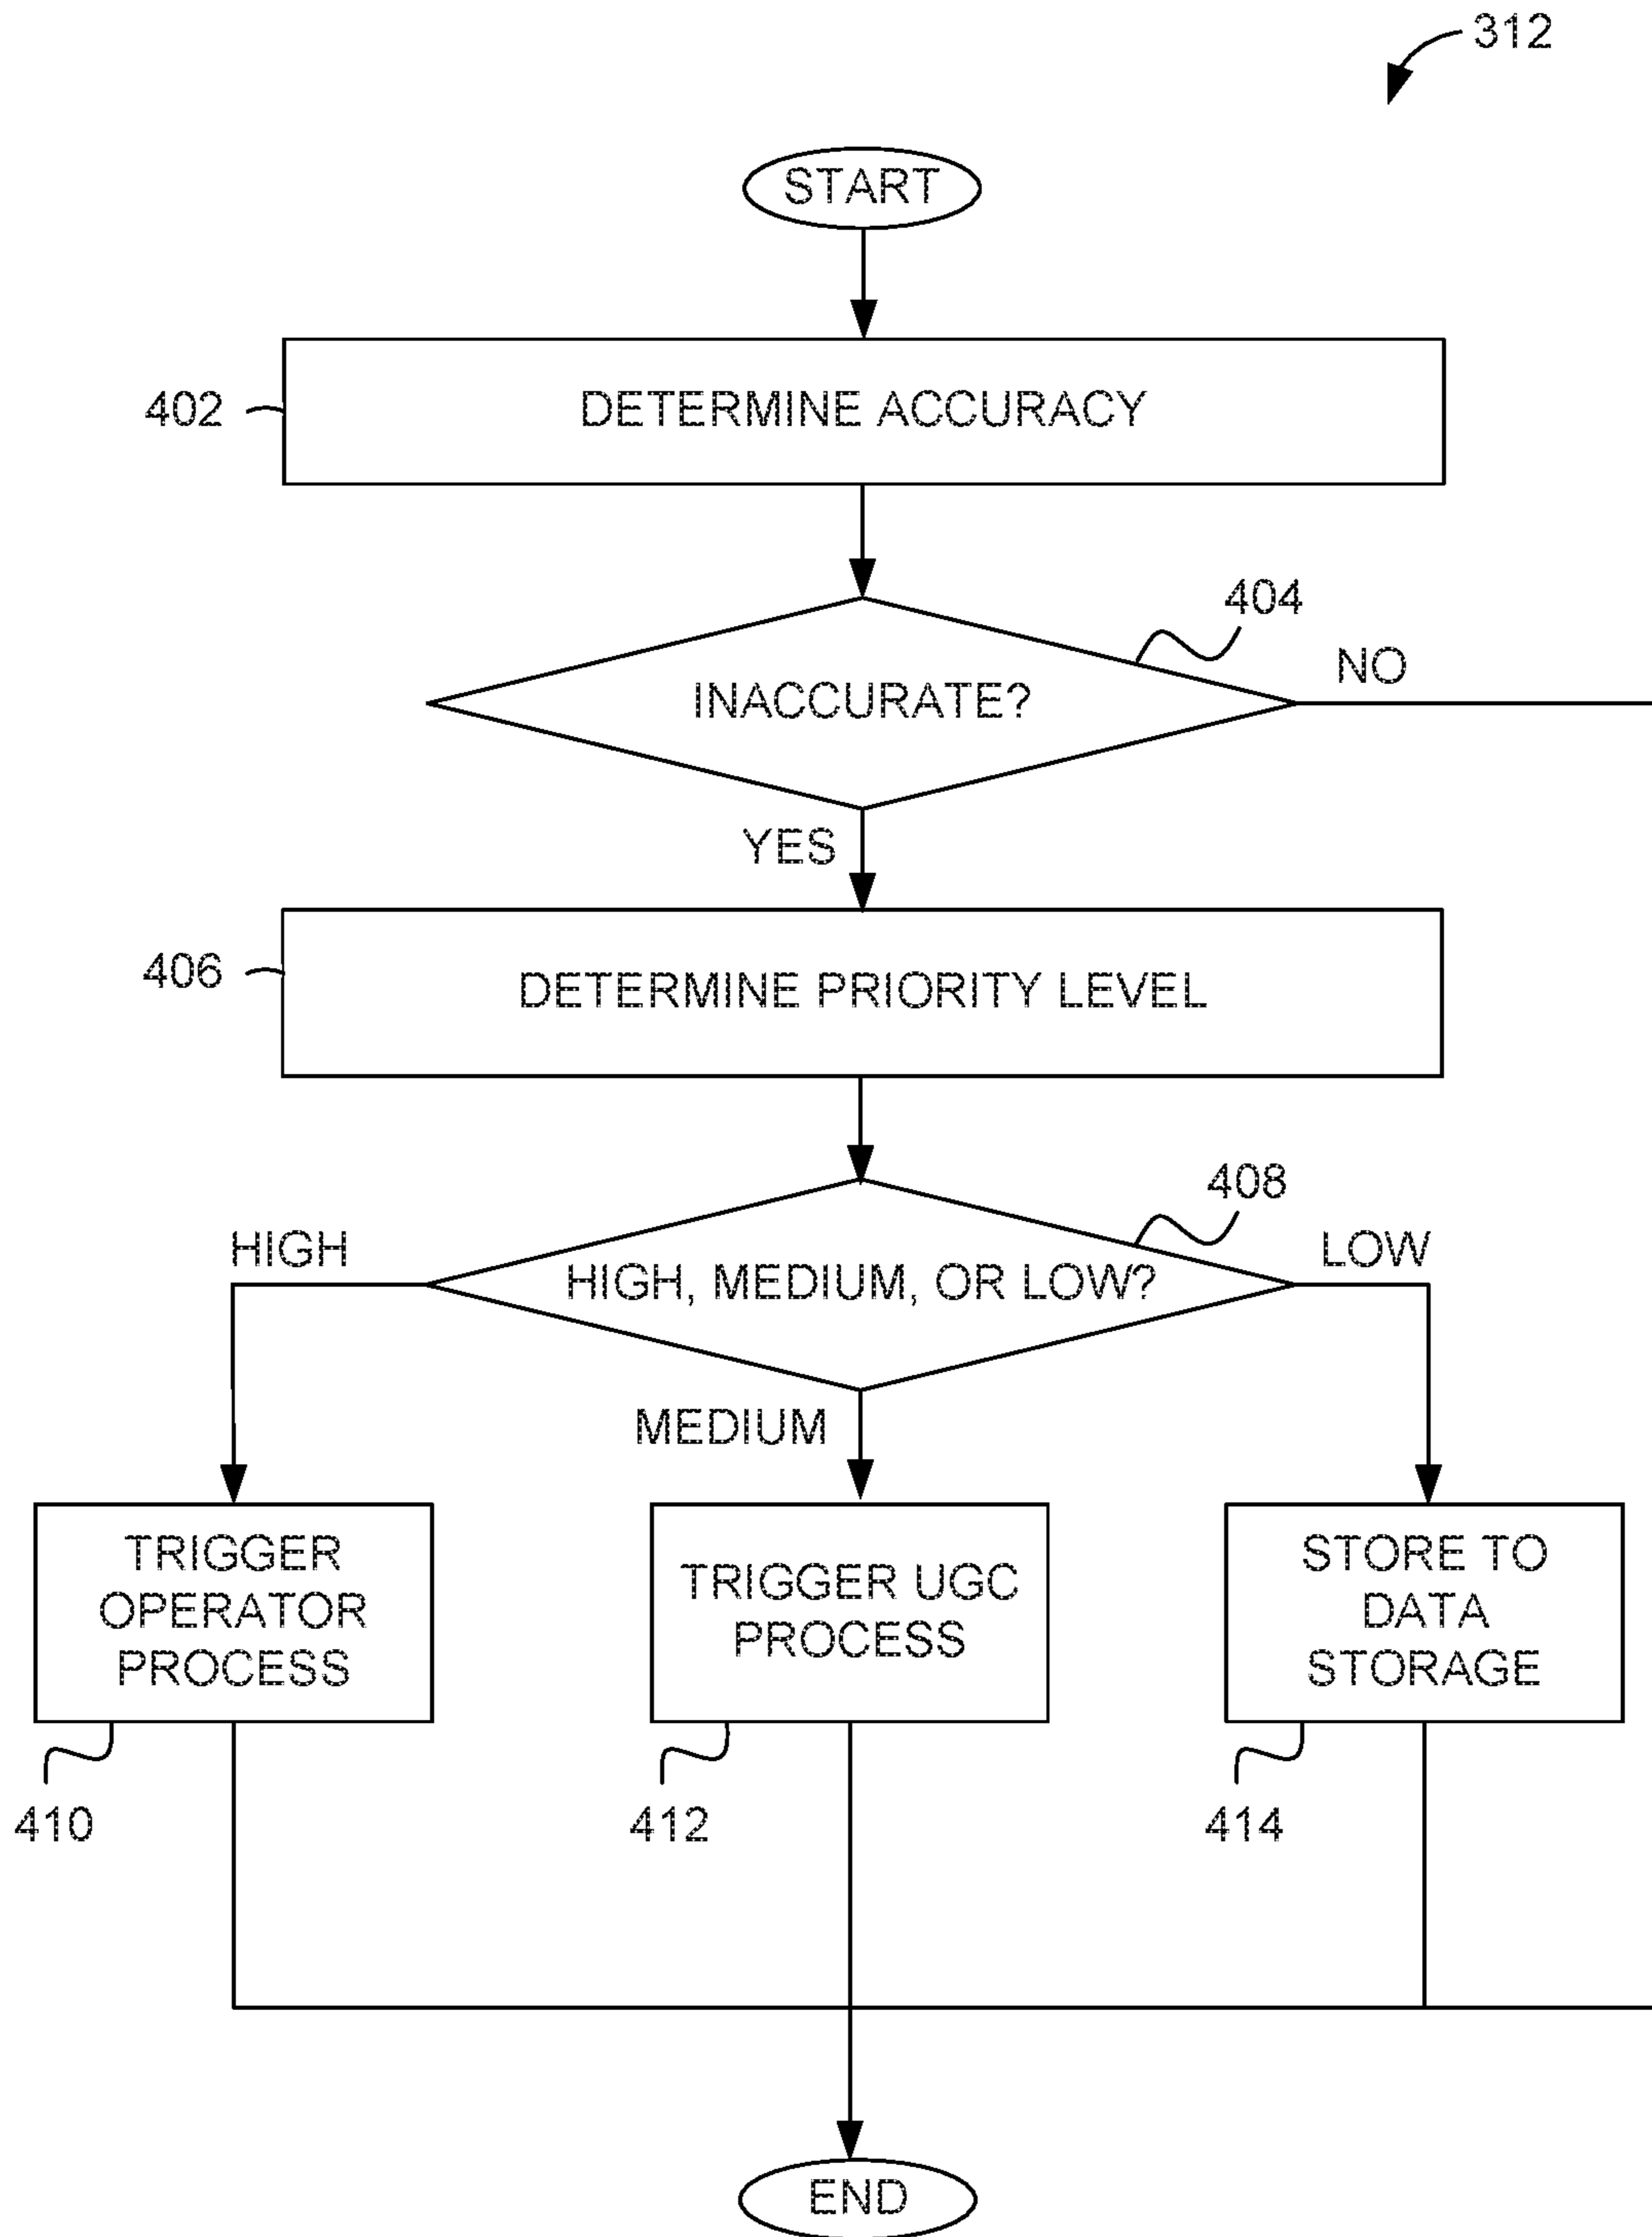 312
START
402
DETERMINE ACCURACY
404
INACCURATE?
NO
YES
406
DETERMINE PRIORITY LEVEL
408
HIGH
HIGH, MEDIUM, OR LOW?
LOW
MEDIUM
TRIGGER
OPERATOR
PROCESS
TRIGGER UGC
PROCESS
STORE TO
DATA
STORAGE
410
412
414
END